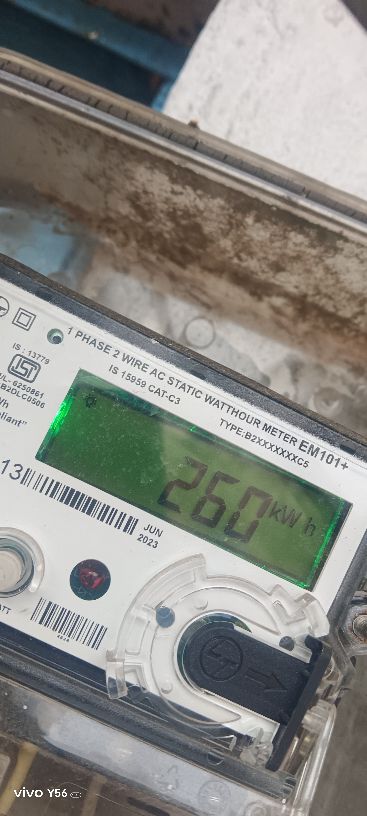 1 PHASE 2 WIRE AC STATIC WATTHOUR METER EM101+
IS 15959 CAT-C3
TYPE:B2XXXXXXXC5
IS : 13779
260 kWh
13
JUN
2023
vivo Y56